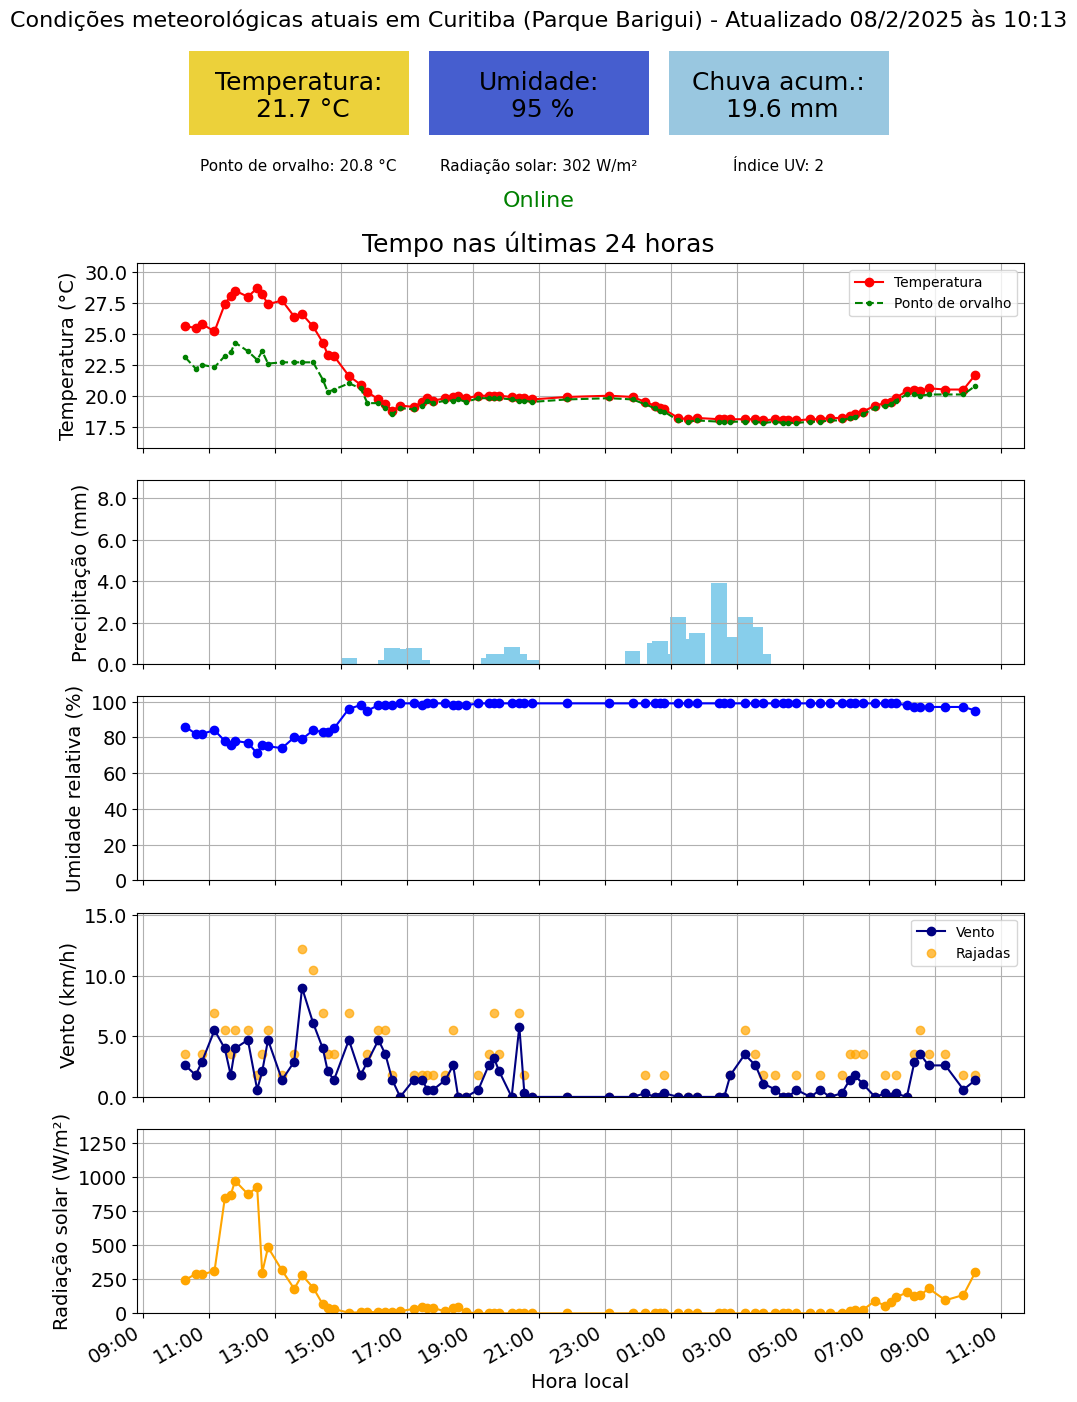 Condições meteorológicas atuais em Curitiba (Parque Barigui) - Atualizado 08/2/2025 às 10:13
Temperatura:
21.7 °C
Umidade:
95 %
Chuva acum.:
19.6 mm
Ponto de orvalho: 20.8 °C
Radiação solar: 302 W/m²
Índice UV: 2
Online
Tempo nas últimas 24 horas
Temperatura (°C)
30.0
27.5
25.0
22.5
20.0
17.5
Temperatura
Ponto de orvalho
Precipitação (mm)
8.0
6.0
4.0
2.0
0.0
Umidade relativa (%)
100
80
60
40
20
0
Vento (km/h)
15.0
10.0
5.0
0.0
Vento
Rajadas
Radiação solar (W/m²)
1250
1000
750
500
250
0
09:00
11:00
13:00
15:00
17:00
19:00
21:00
23:00
01:00
03:00
05:00
07:00
09:00
11:00
Hora local